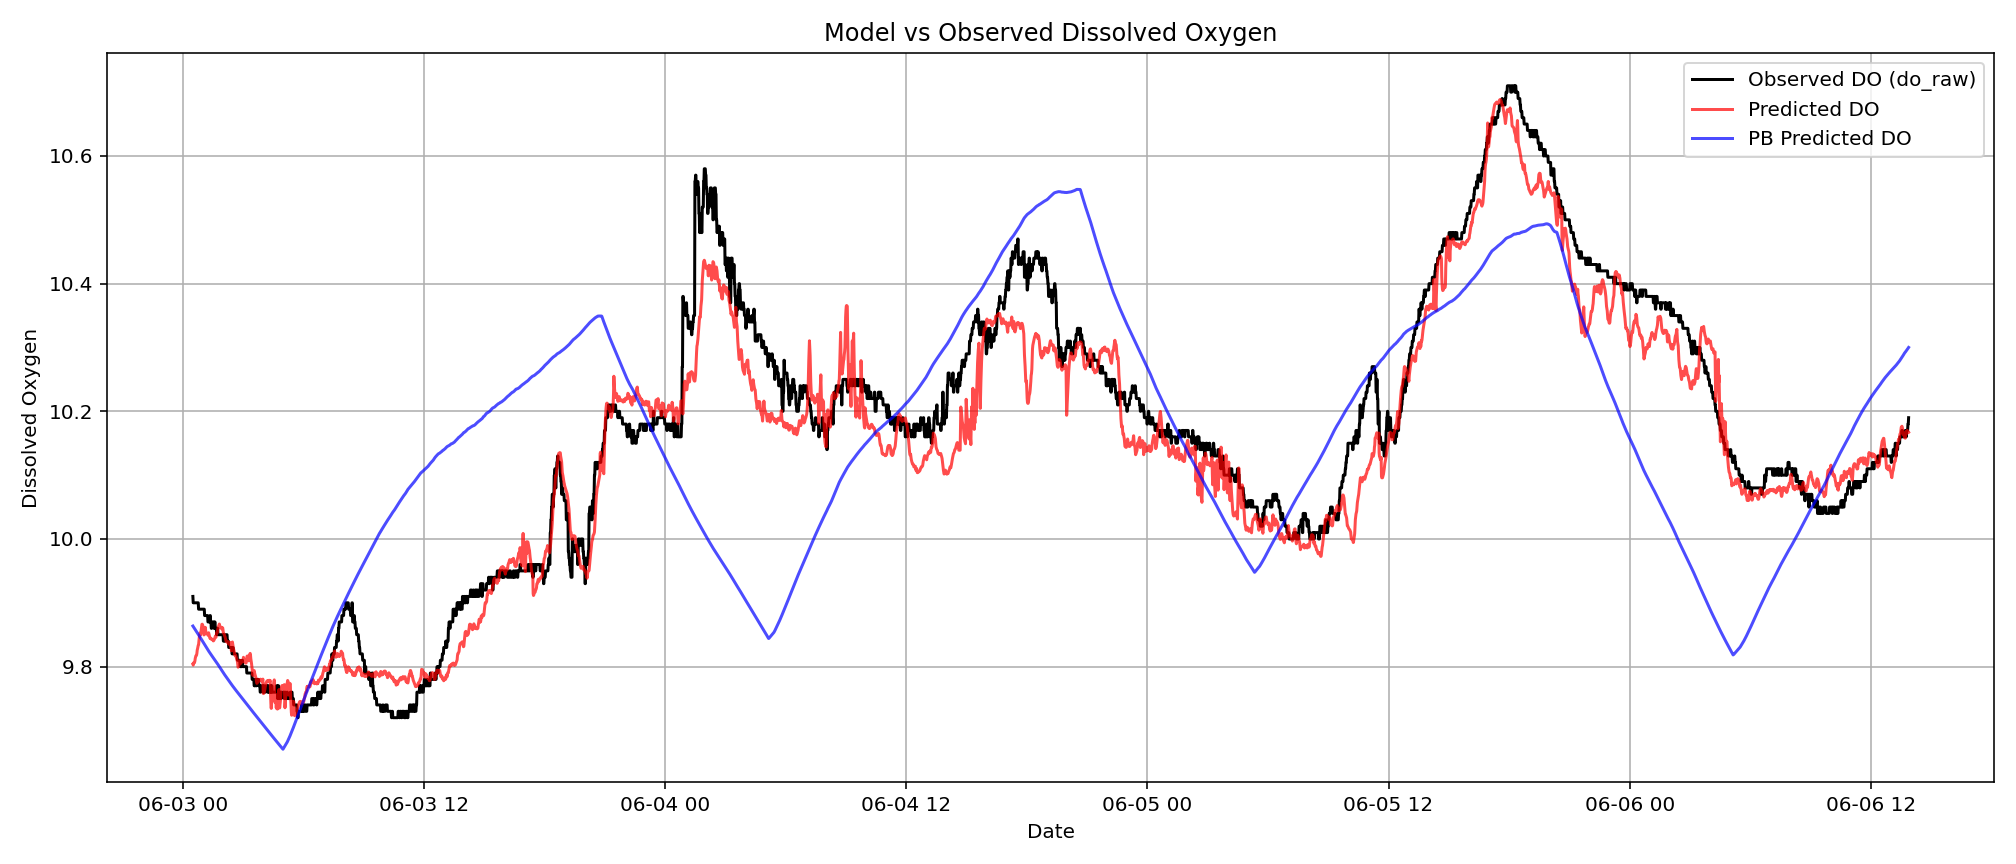 Model vs Observed Dissolved Oxygen
Observed DO (do_raw)
Predicted DO
PB Predicted DO
Dissolved Oxygen
10.6
10.4
10.2
10.0
9.8
06-03 00
06-03 12
06-04 00
06-04 12
06-05 00
06-05 12
06-06 00
06-06 12
Date